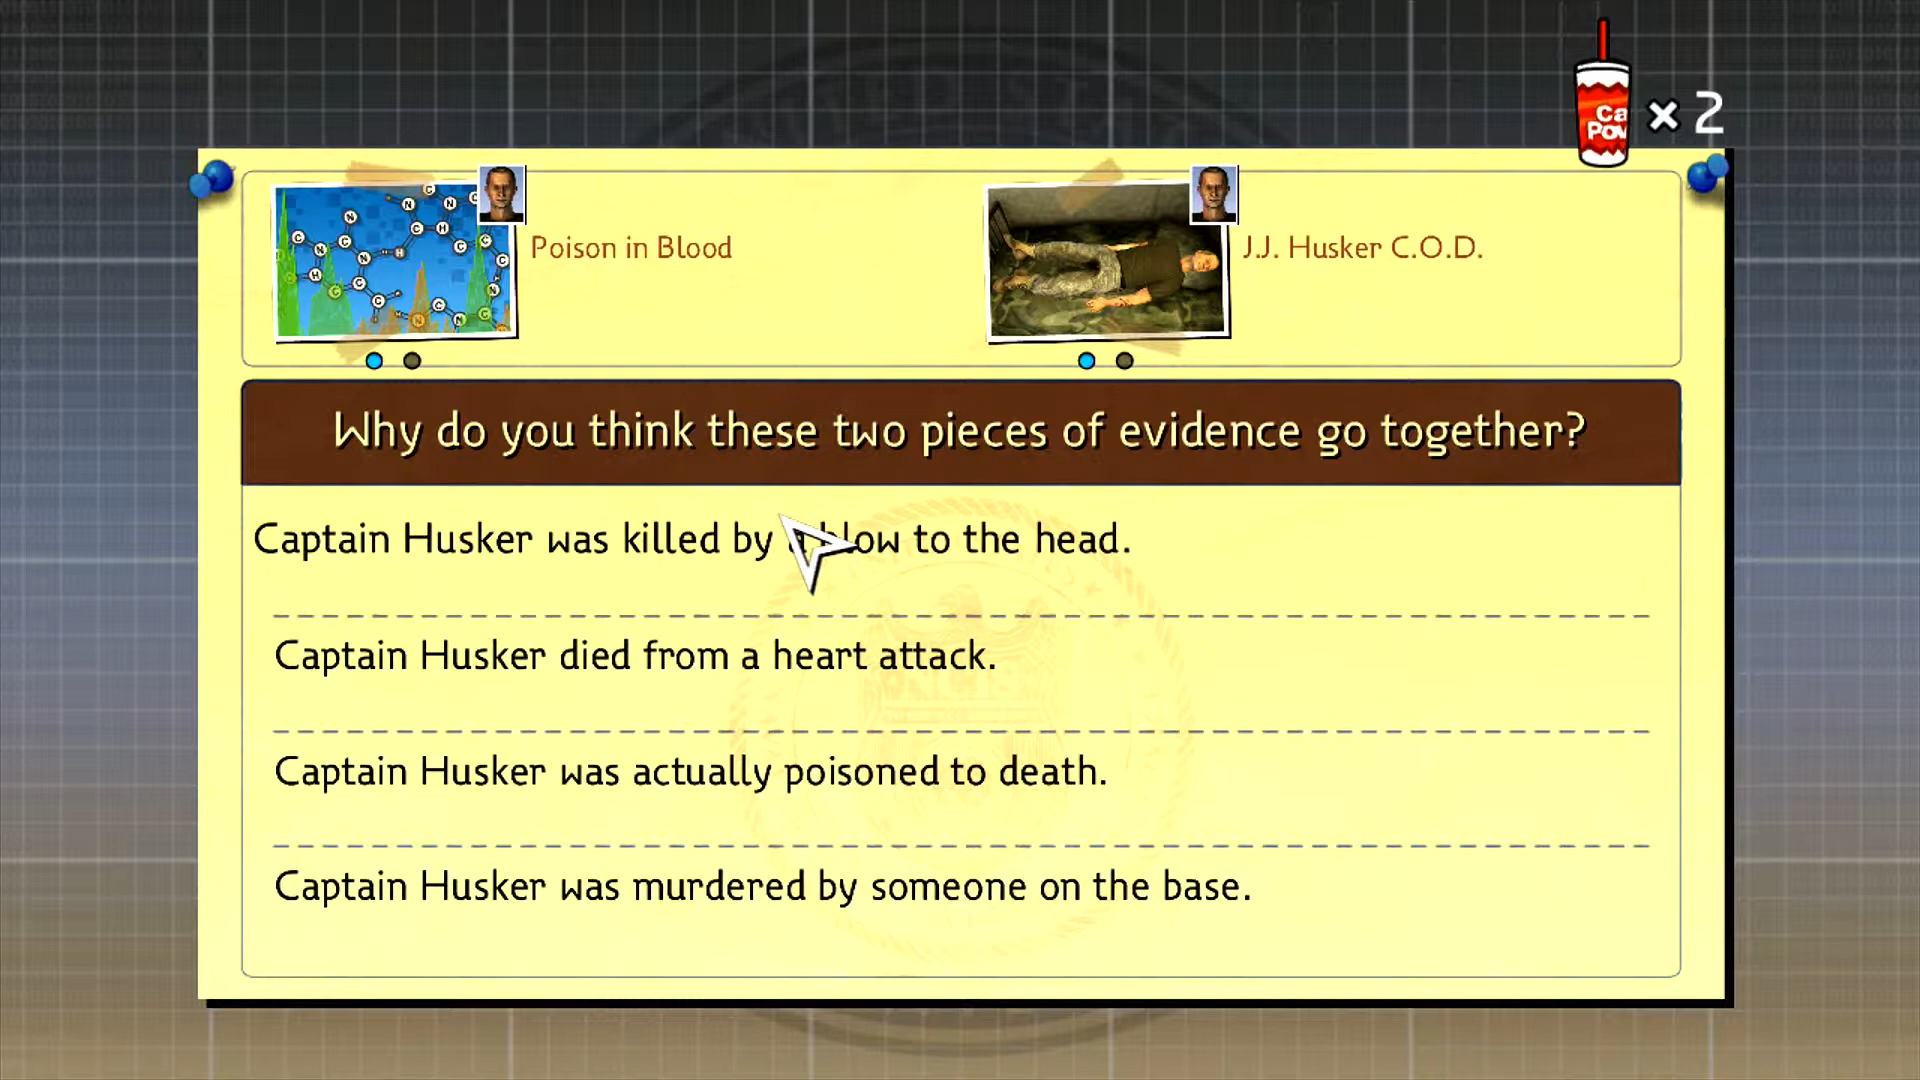 Ca
Pow
× 2
Poison in Blood
J.J. Husker C.O.D.
Why do you think these two pieces of evidence go together?
Captain Husker was killed by a blow to the head.
Captain Husker died from a heart attack.
Captain Husker was actually poisoned to death.
Captain Husker was murdered by someone on the base.